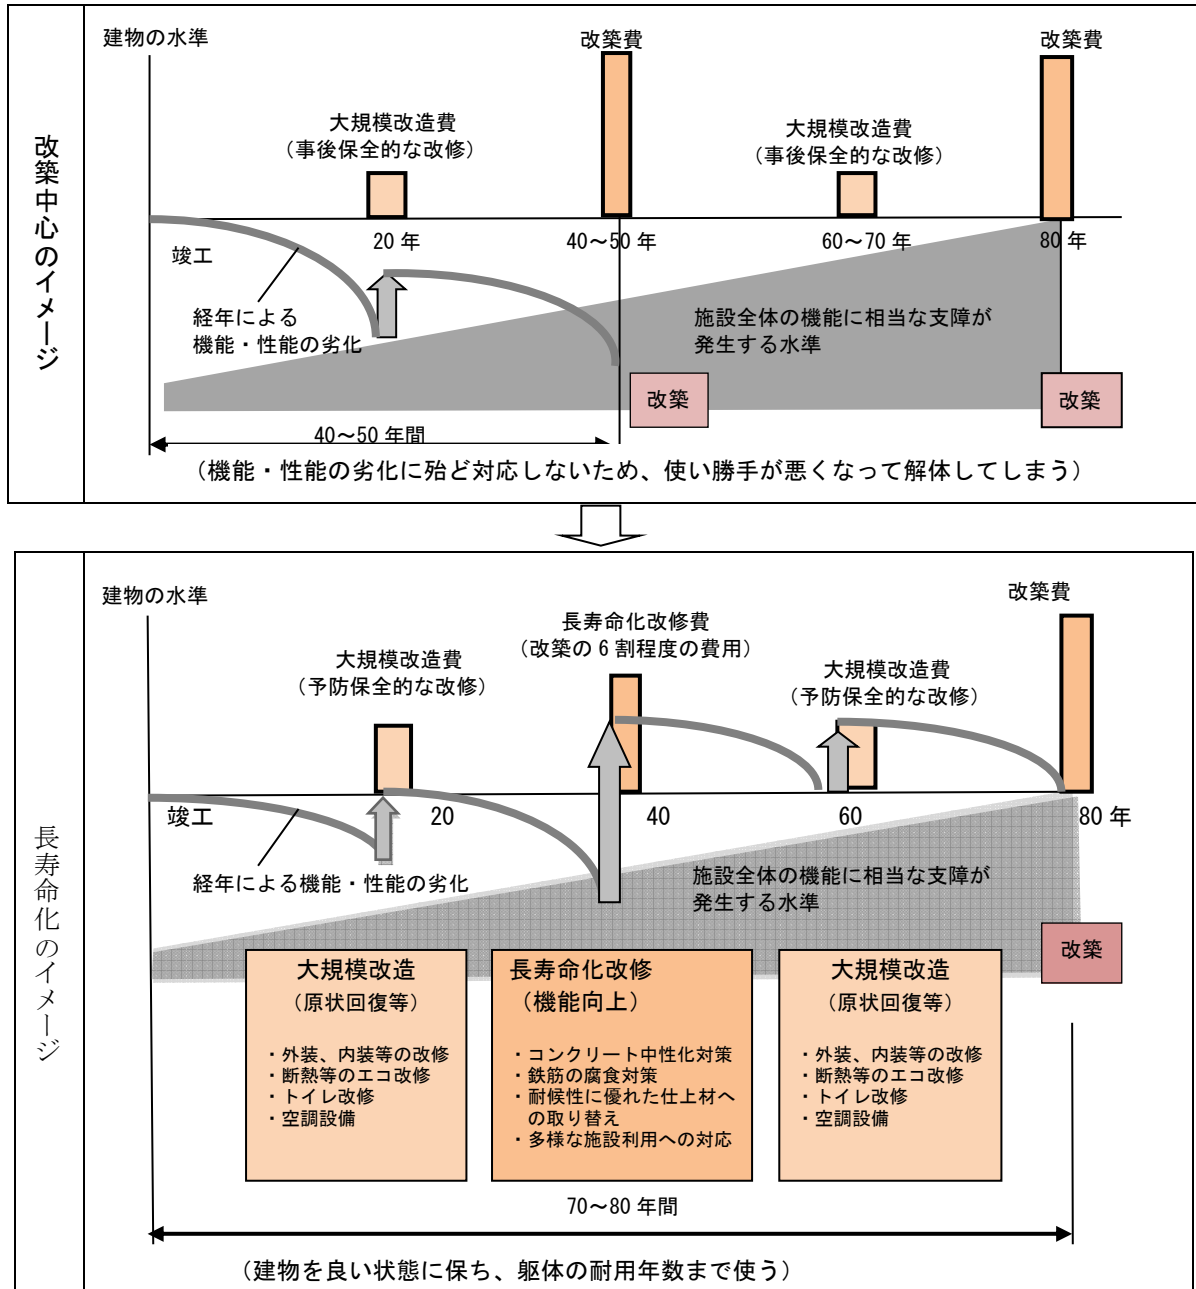 改築中心のイメージ
建物の水準
改築費
改築費
大規模改造費
（事後保全的な改修）
大規模改造費
（事後保全的な改修）
竣工
20 年
40～50 年
60～70 年
80 年
経年による
機能・性能の劣化
施設全体の機能に相当な支障が
発生する水準
改築
改築
40～50 年間
（機能・性能の劣化に殆ど対応しないため、使い勝手が悪くなって解体してしまう）
長寿命化のイメージ
建物の水準
改築費
長寿命化改修費
（改築の 6 割程度の費用）
大規模改造費
（予防保全的な改修）
大規模改造費
（予防保全的な改修）
竣工
20
40
60
80 年
経年による機能・性能の劣化
施設全体の機能に相当な支障が
発生する水準
改築
大規模改造
（原状回復等）
・外装、内装等の改修
・断熱等のエコ改修
・トイレ改修
・空調設備
長寿命化改修
（機能向上）
・コンクリート中性化対策
・鉄筋の腐食対策
・耐候性に優れた仕上材へ
の取り替え
・多様な施設利用への対応
大規模改造
（原状回復等）
・外装、内装等の改修
・断熱等のエコ改修
・トイレ改修
・空調設備
70～80 年間
（建物を良い状態に保ち、躯体の耐用年数まで使う）